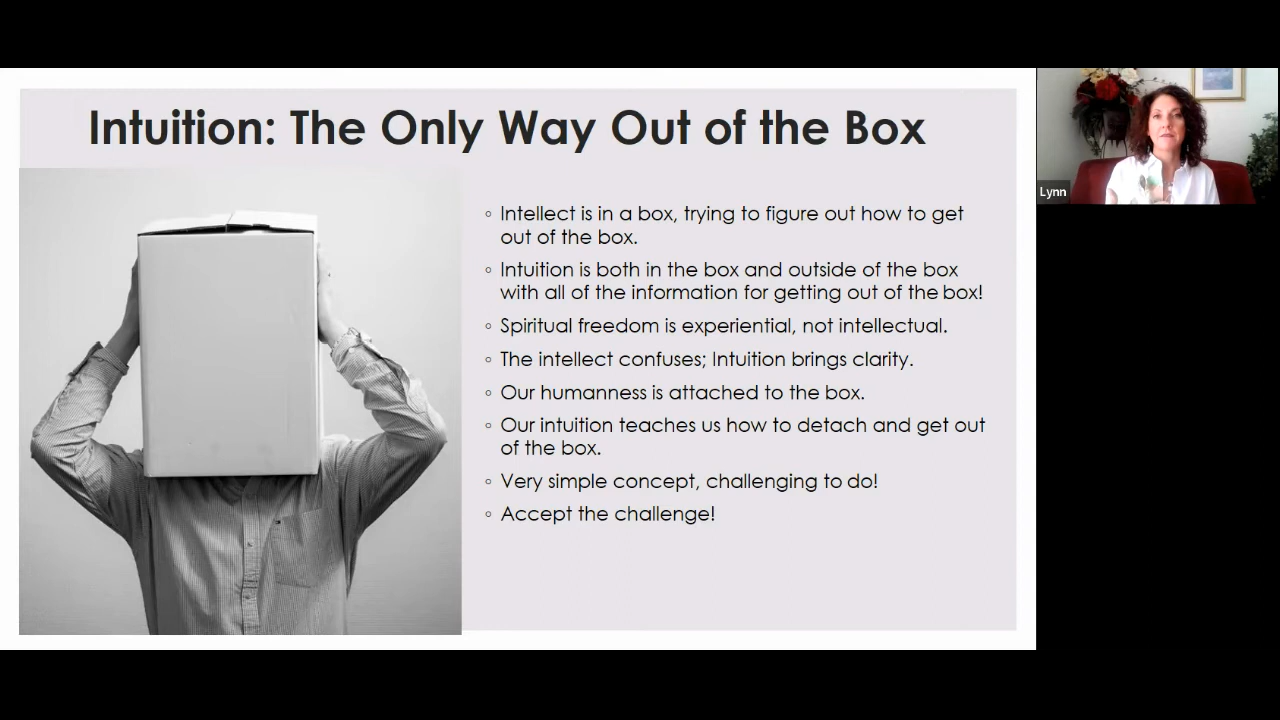 Intuition: The Only Way Out of the Box
◦ Intellect is in a box, trying to figure out how to get
out of the box.
◦ Intuition is both in the box and outside of the box
with all of the information for getting out of the box!
◦ Spiritual freedom is experiential, not intellectual.
◦ The intellect confuses; Intuition brings clarity.
◦ Our humanness is attached to the box.
◦ Our intuition teaches us how to detach and get out
of the box.
◦ Very simple concept, challenging to do!
◦ Accept the challenge!
Lynn